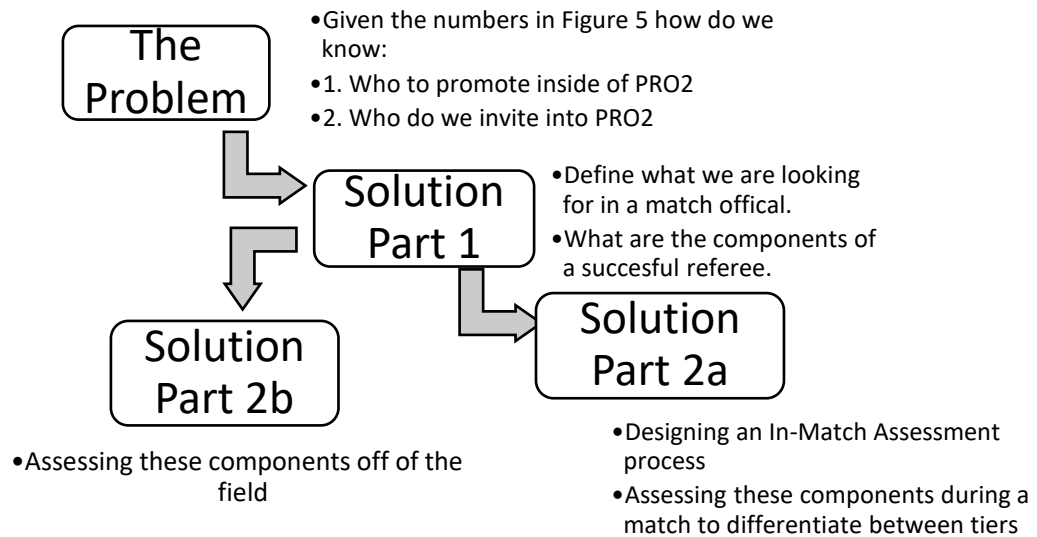 The
Problem
•Given the numbers in Figure 5 how do we
know:
•1. Who to promote inside of PRO2
•2. Who do we invite into PRO2
Solution
Part 1
•Define what we are looking
for in a match offical.
•What are the components of
a succesful referee.
Solution
Part 2b
•Assessing these components off of the
field
Solution
Part 2a
•Designing an In-Match Assessment
process
•Assessing these components during a
match to differentiate between tiers